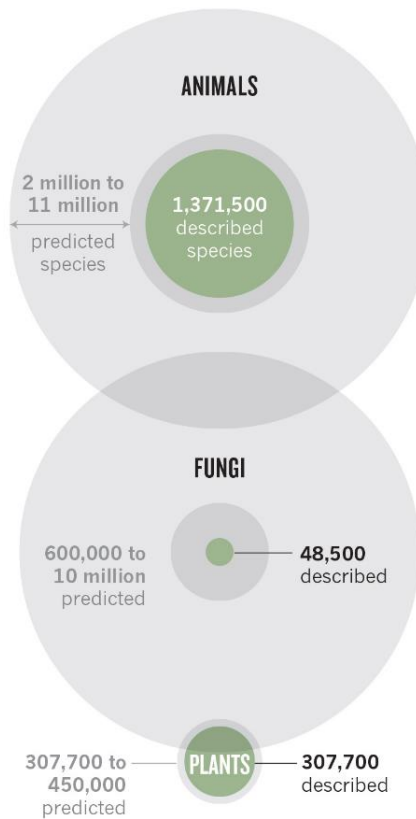 ANIMALS
2 million to
11 million
predicted
species
1,371,500
described
species
FUNGI
600,000 to
10 million
predicted
48,500
described
307,700 to
450,000
predicted
PLANTS
307,700
described